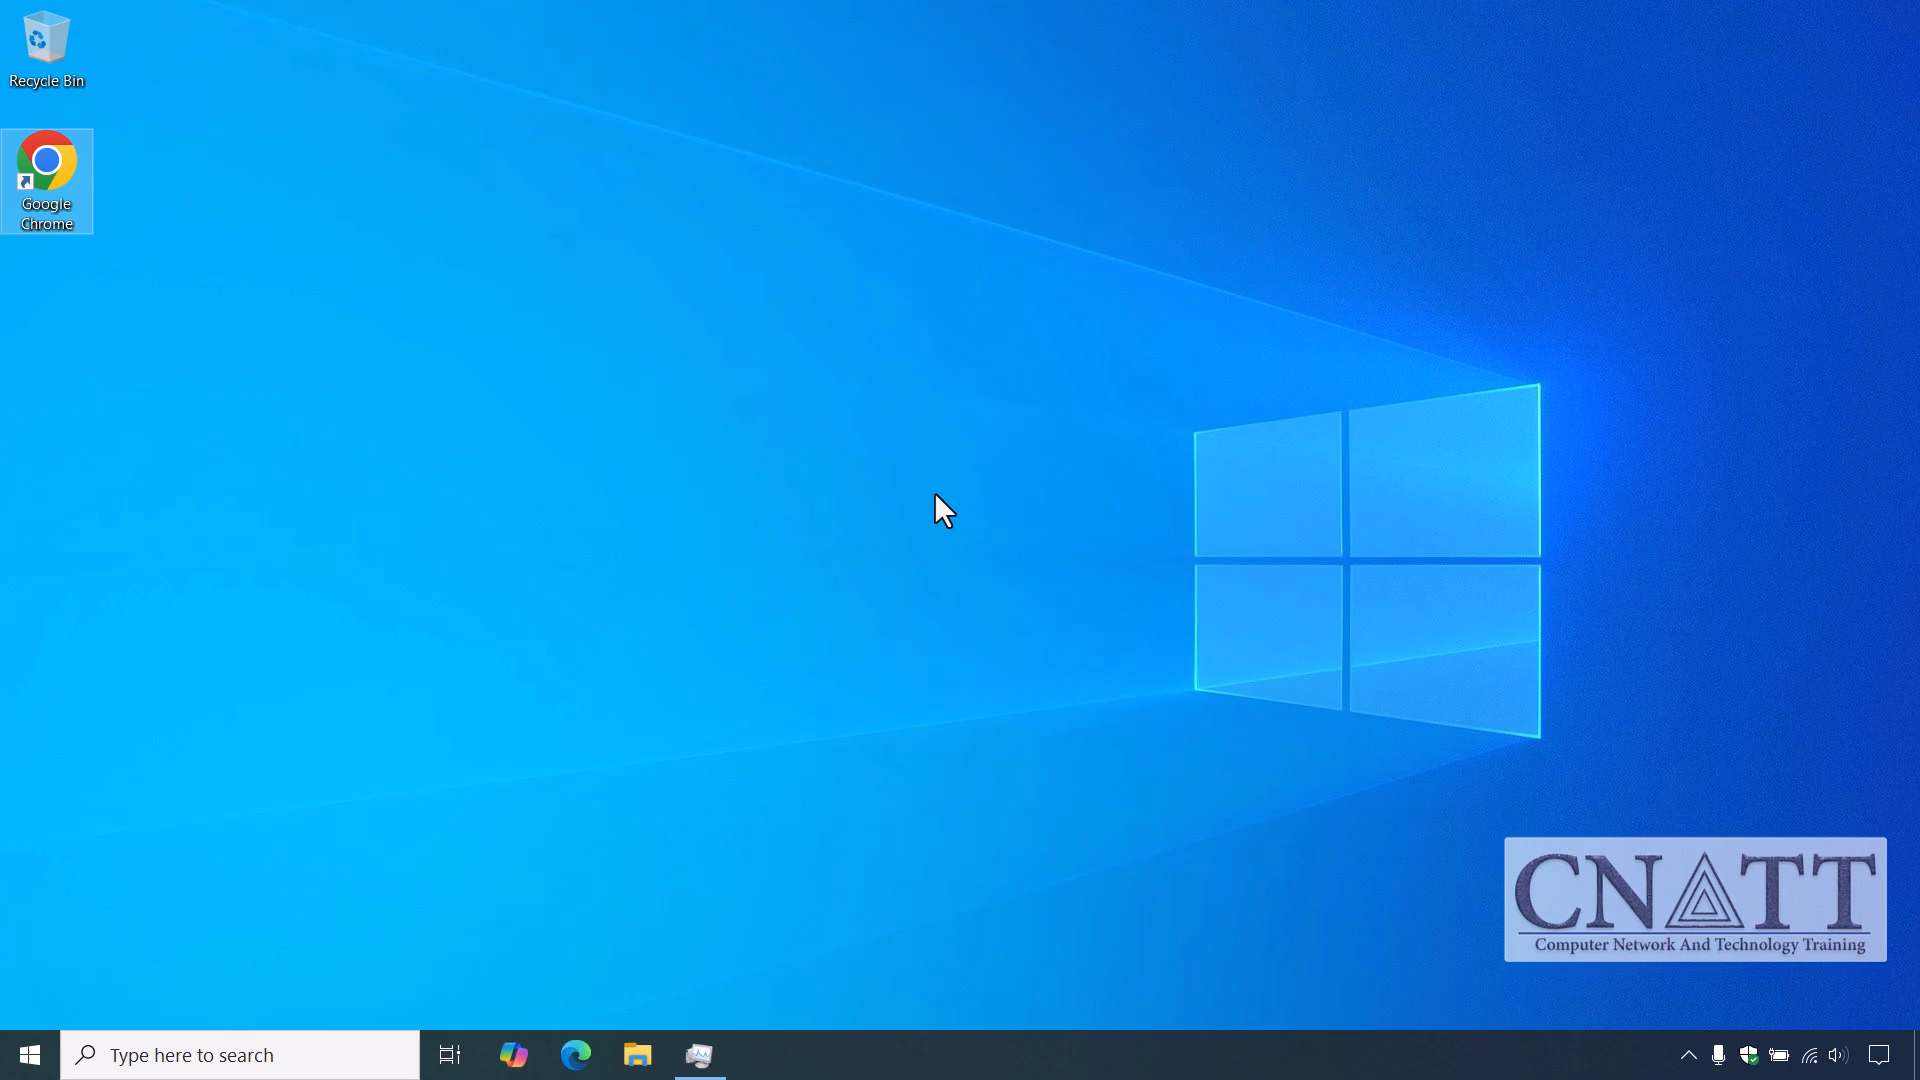 Recycle Bin
Google
Chrome
CNATT
Computer Network And Technology Training
Type here to search